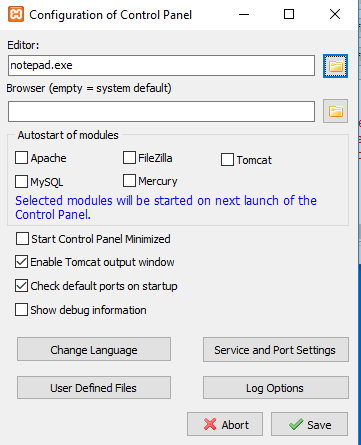 Configuration of Control Panel
Editor:
notepad.exe
Browser (empty = system default)
Autostart of modules
Apache FileZilla Tomcat
MySQL Mercury
Selected modules will be started on next launch of the
Control Panel.
Start Control Panel Minimized
Enable Tomcat output window
Check default ports on startup
Show debug information
Change Language Service and Port Settings
User Defined Files Log Options
Abort Save